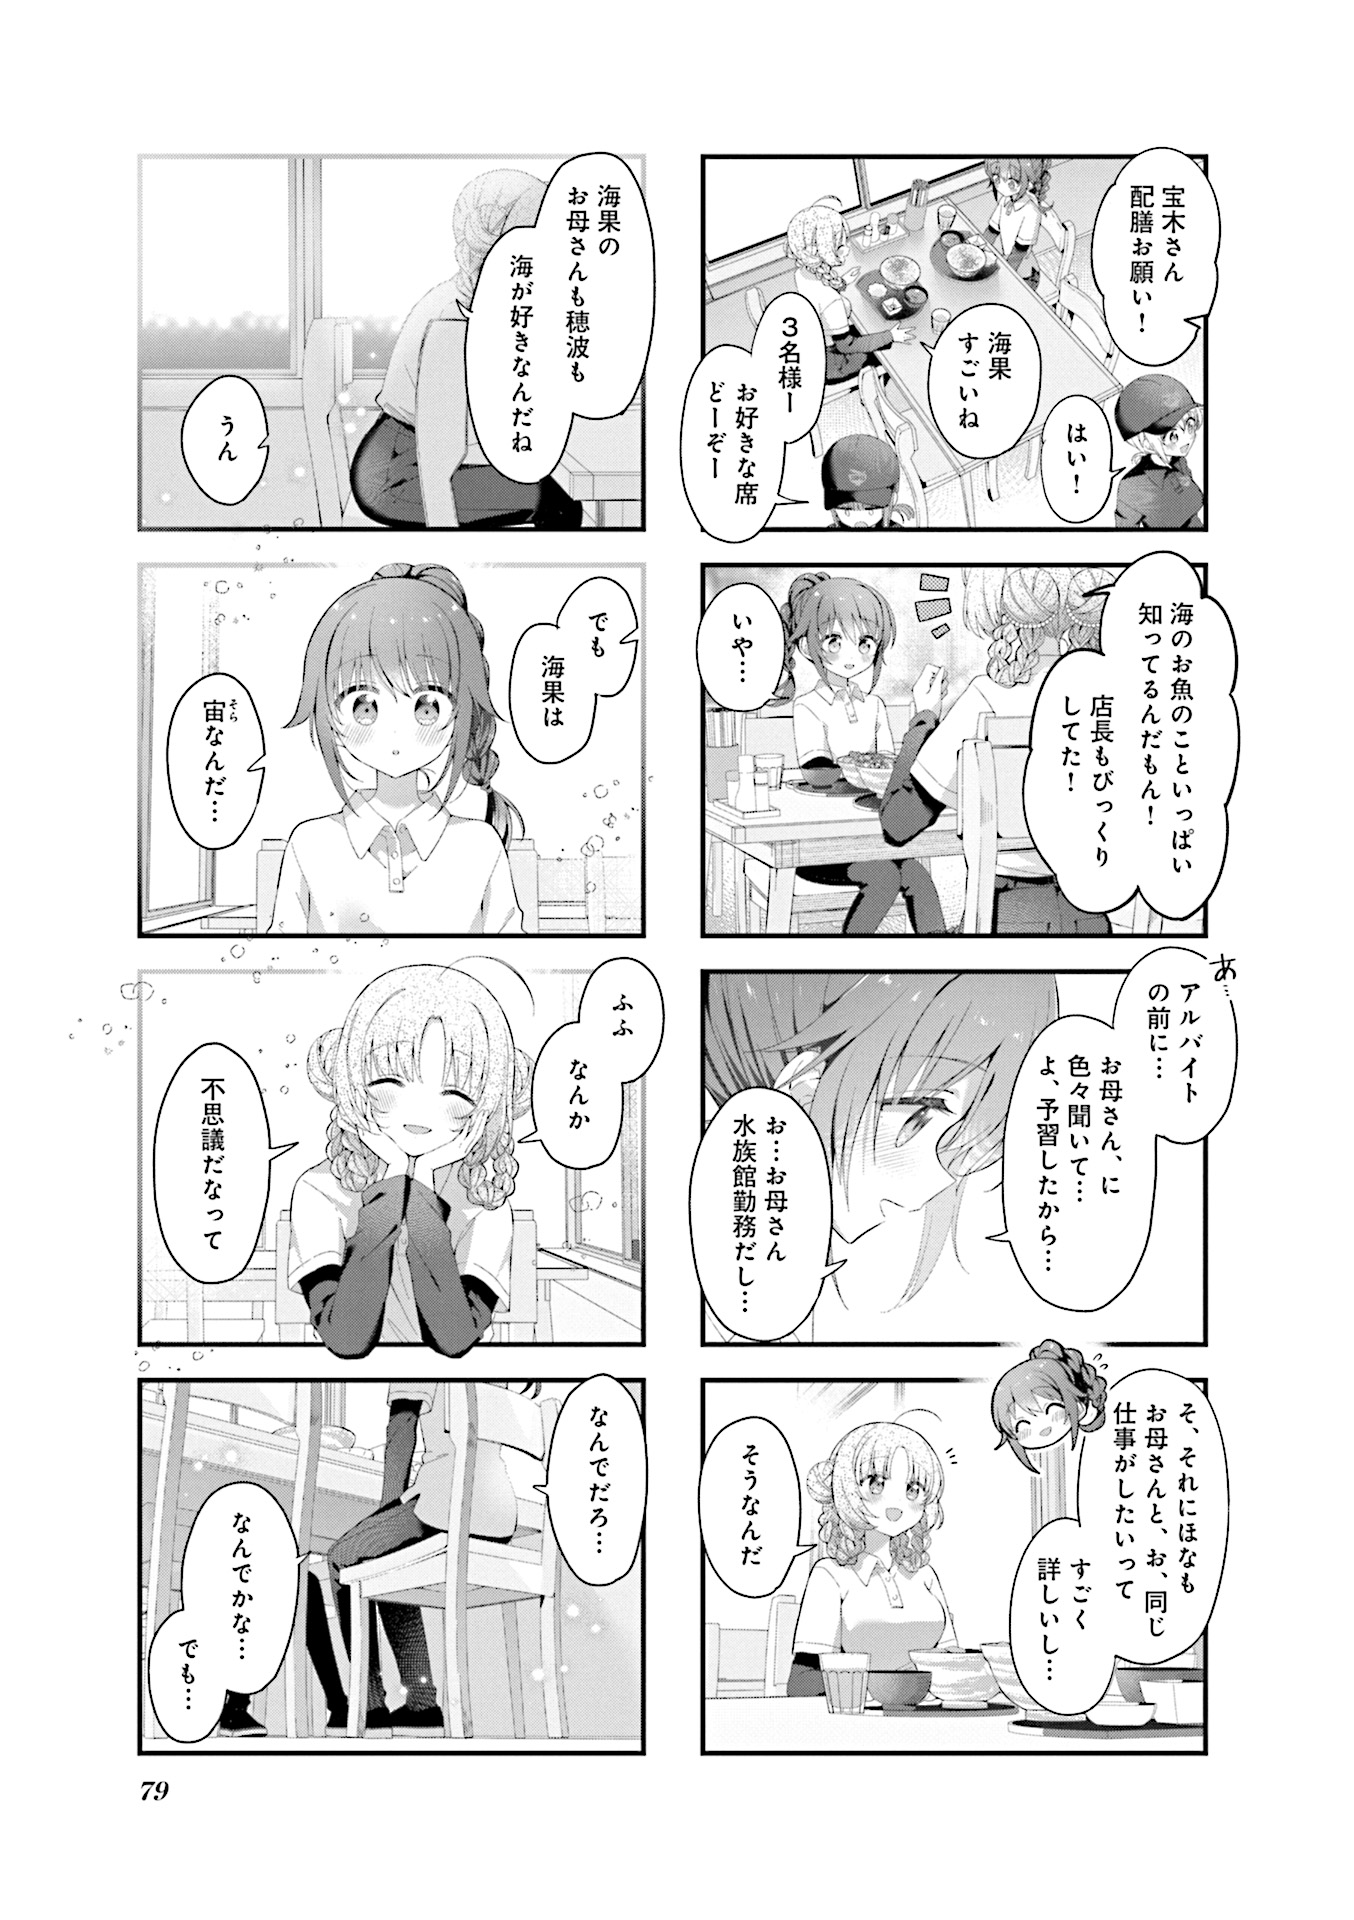 宝木さん
配膳お願い！
はい！
海果
すごいね
３名様ー
お好きな席
どーぞー
海のお魚のこといっぱい
知ってるんだもん！
店長もびっくり
してた！
いや…
あ…
アルバイト
の前に…
お母さん、に
色々聞いて…
よ、予習したから…
お…お母さん
水族館勤務だし…
そ、それにほなみも
お母さんと、お、同じ
仕事がしたいって
すごく
詳しいし…
そうなんだ
海果の
お母さんも穂波も
海が好きなんだね
うん
でも
海果は
宙なんだ…
そら
ふふ
なんか
不思議だなって
なんでだろ…
なんでかな…
でも…
79